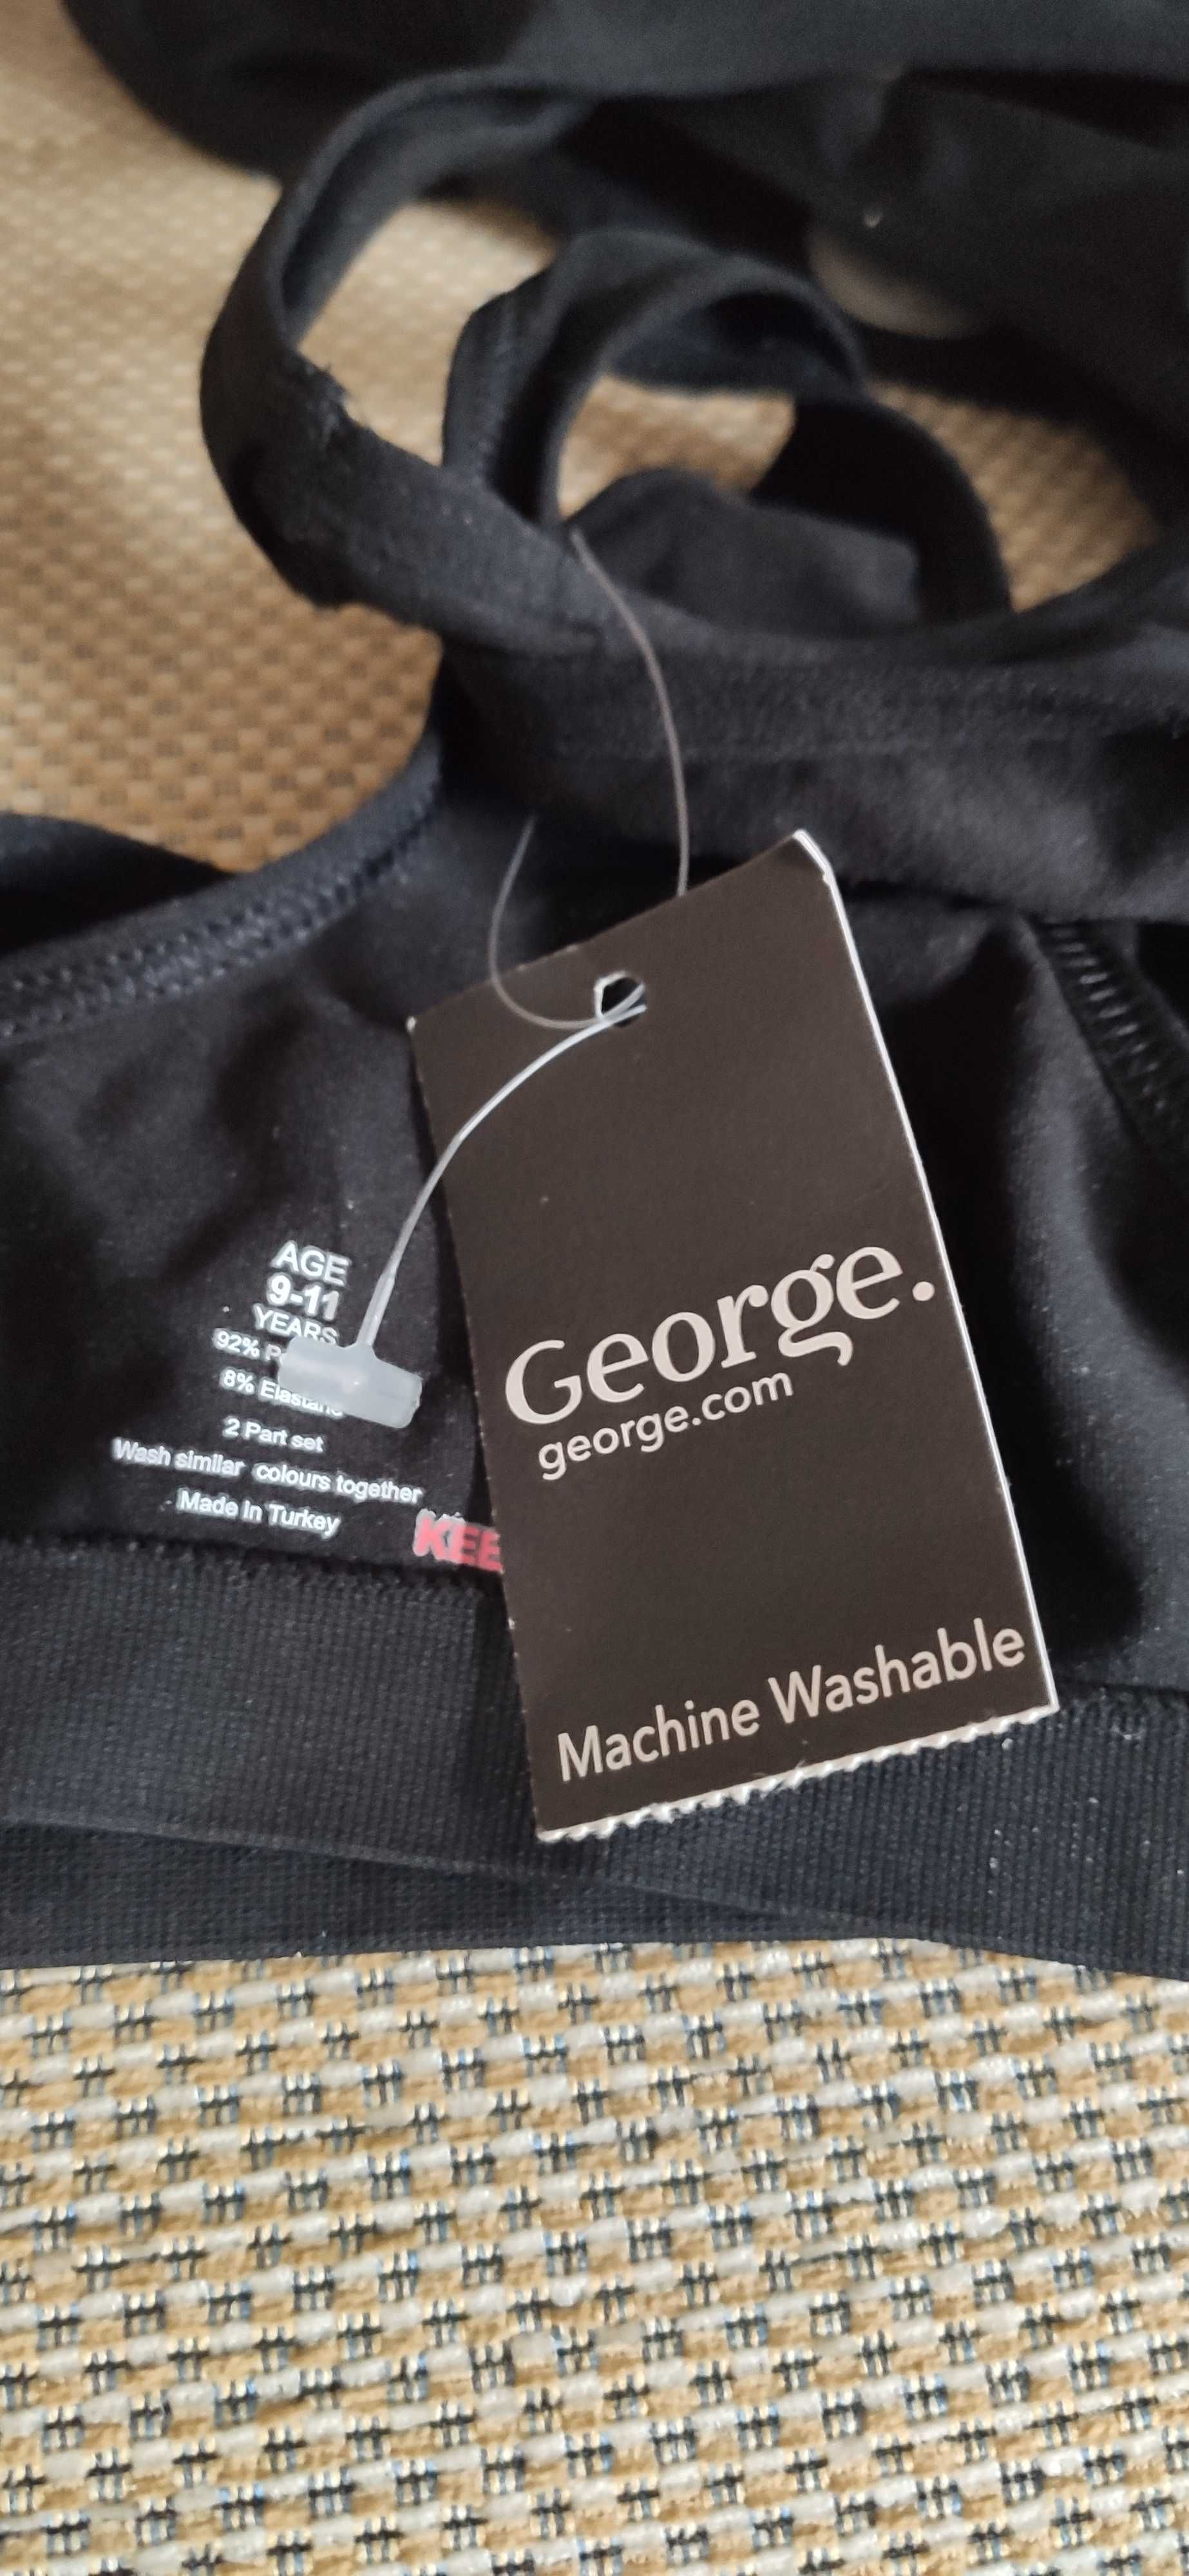 AGE
9-11
YEARS
92% P
8% Elastane
2 Part set
Wash similar colours together
Made In Turkey
KEE
George.
george.com
Machine Washable